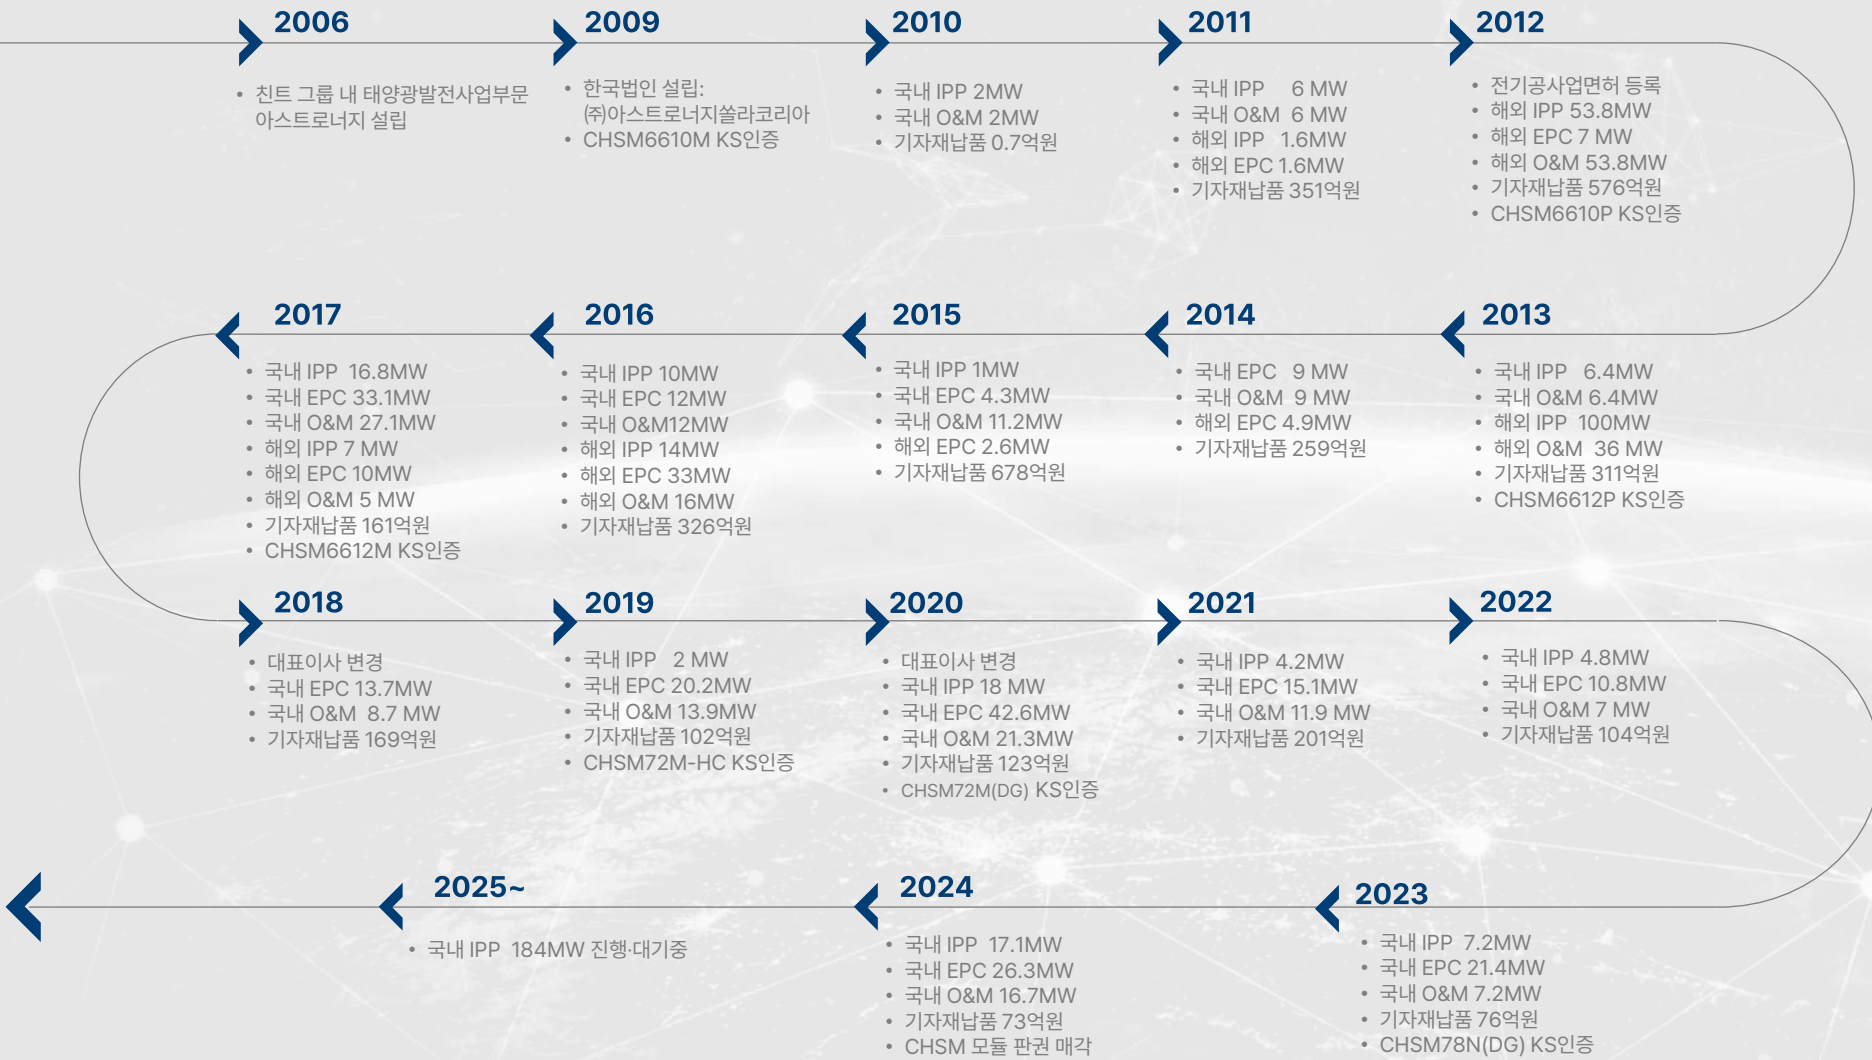 2006
• 친트 그룹 내 태양광발전사업부문
아스트로너지 설립
2009
• 한국법인 설립:
㈜아스트로너지쏠라코리아
• CHSM6610M KS인증
2010
• 국내 IPP 2MW
• 국내 O&M 2MW
• 기자재납품 0.7억원
2011
• 국내 IPP 6 MW
• 국내 O&M 6 MW
• 해외 IPP 1.6MW
• 해외 EPC 1.6MW
• 기자재납품 351억원
2012
• 전기공사업면허 등록
• 해외 IPP 53.8MW
• 해외 EPC 7 MW
• 해외 O&M 53.8MW
• 기자재납품 576억원
• CHSM6610P KS인증
2013
• 국내 IPP 6.4MW
• 국내 O&M 6.4MW
• 해외 IPP 100MW
• 해외 O&M 36 MW
• 기자재납품 311억원
• CHSM6612P KS인증
2014
• 국내 EPC 9 MW
• 국내 O&M 9 MW
• 해외 EPC 4.9MW
• 기자재납품 259억원
2015
• 국내 IPP 1MW
• 국내 EPC 4.3MW
• 국내 O&M 11.2MW
• 해외 EPC 2.6MW
• 기자재납품 678억원
2016
• 국내 IPP 10MW
• 국내 EPC 12MW
• 국내 O&M12MW
• 해외 IPP 14MW
• 해외 EPC 33MW
• 해외 O&M 16MW
• 기자재납품 326억원
2017
• 국내 IPP 16.8MW
• 국내 EPC 33.1MW
• 국내 O&M 27.1MW
• 해외 IPP 7 MW
• 해외 EPC 10MW
• 해외 O&M 5 MW
• 기자재납품 161억원
• CHSM6612M KS인증
2018
• 대표이사 변경
• 국내 EPC 13.7MW
• 국내 O&M 8.7 MW
• 기자재납품 169억원
2019
• 국내 IPP 2 MW
• 국내 EPC 20.2MW
• 국내 O&M 13.9MW
• 기자재납품 102억원
• CHSM72M-HC KS인증
2020
• 대표이사 변경
• 국내 IPP 18 MW
• 국내 EPC 42.6MW
• 국내 O&M 21.3MW
• 기자재납품 123억원
• CHSM72M(DG) KS인증
2021
• 국내 IPP 4.2MW
• 국내 EPC 15.1MW
• 국내 O&M 11.9 MW
• 기자재납품 201억원
2022
• 국내 IPP 4.8MW
• 국내 EPC 10.8MW
• 국내 O&M 7 MW
• 기자재납품 104억원
2023
• 국내 IPP 7.2MW
• 국내 EPC 21.4MW
• 국내 O&M 7.2MW
• 기자재납품 76억원
• CHSM78N(DG) KS인증
2024
• 국내 IPP 17.1MW
• 국내 EPC 26.3MW
• 국내 O&M 16.7MW
• 기자재납품 73억원
• CHSM 모듈 판권 매각
2025~
• 국내 IPP 184MW 진행·대기중